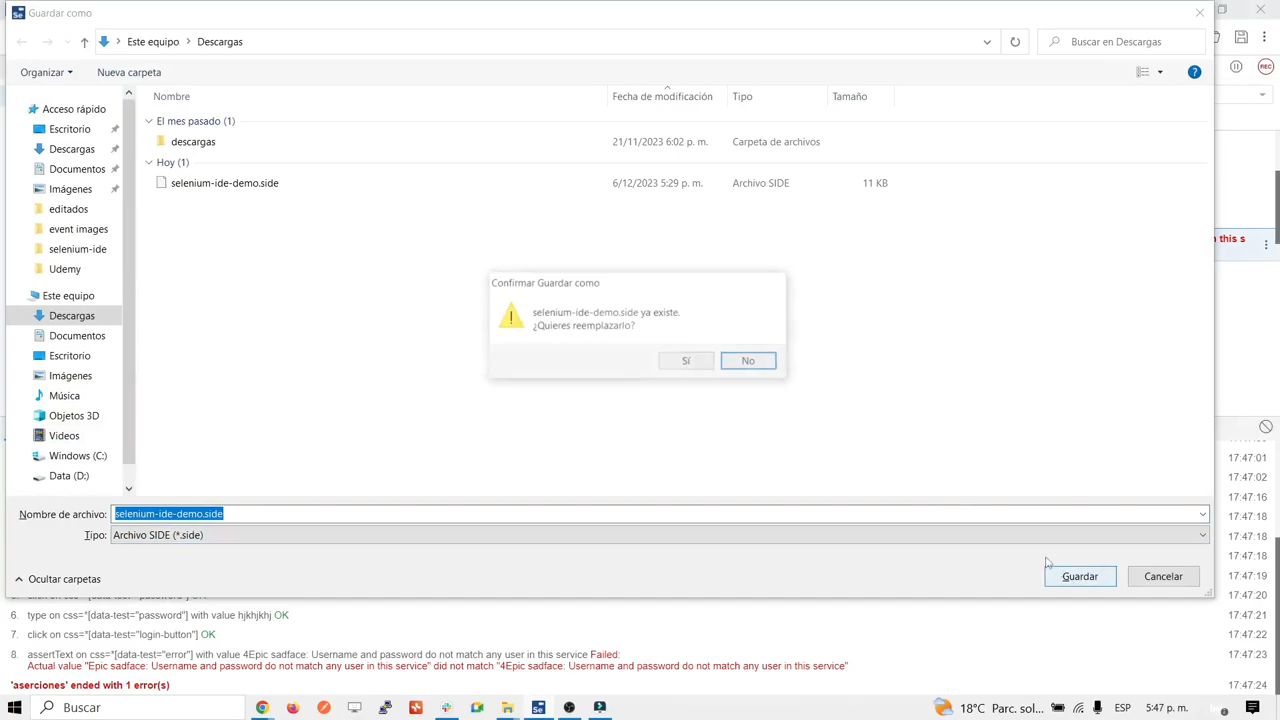 Guardar como
Este equipo
Descargas
Buscar en Descargas
Organizar
Nueva carpeta
REC
Nombre
Fecha de modificación
Tipo
Tamaño
Acceso rápido
Escritorio
Descargas
Documentos
Imágenes
editados
event images
selenium-ide
Udemy
Este equipo
Descargas
Documentos
Escritorio
Imágenes
Música
Objetos 3D
Videos
Windows (C:)
Data (D:)
El mes pasado (1)
descargas
21/11/2023 6:02 p. m.
Carpeta de archivos
Hoy (1)
selenium-ide-demo.side
6/12/2023 5:29 p. m.
Archivo SIDE
11 KB
n this s
Confirmar Guardar como
selenium-ide-demo.side ya existe.
¿Quieres reemplazarlo?
Sí
No
Nombre de archivo:
selenium-ide-demo.side
Tipo:
Archivo SIDE (*.side)
Ocultar carpetas
Guardar
Cancelar
17:47:01
17:47:02
17:47:16
17:47:18
17:47:18
17:47:18
17:47:19
17:47:20
6. type on css=*[data-test="password"] with value hjkhjkhj OK
17:47:21
7. click on css=*[data-test="login-button"] OK
17:47:22
8. assertText on css=*[data-test="error"] with value 4Epic sadface: Username and password do not match any user in this service Failed:
17:47:23
Actual value "Epic sadface: Username and password do not match any user in this service" did not match "4Epic sadface: Username and password do not match any user in this service"
'aserciones' ended with 1 error(s)
17:47:24
Buscar
Se
18°C Parc. sol...
ESP
5:47 p. m.